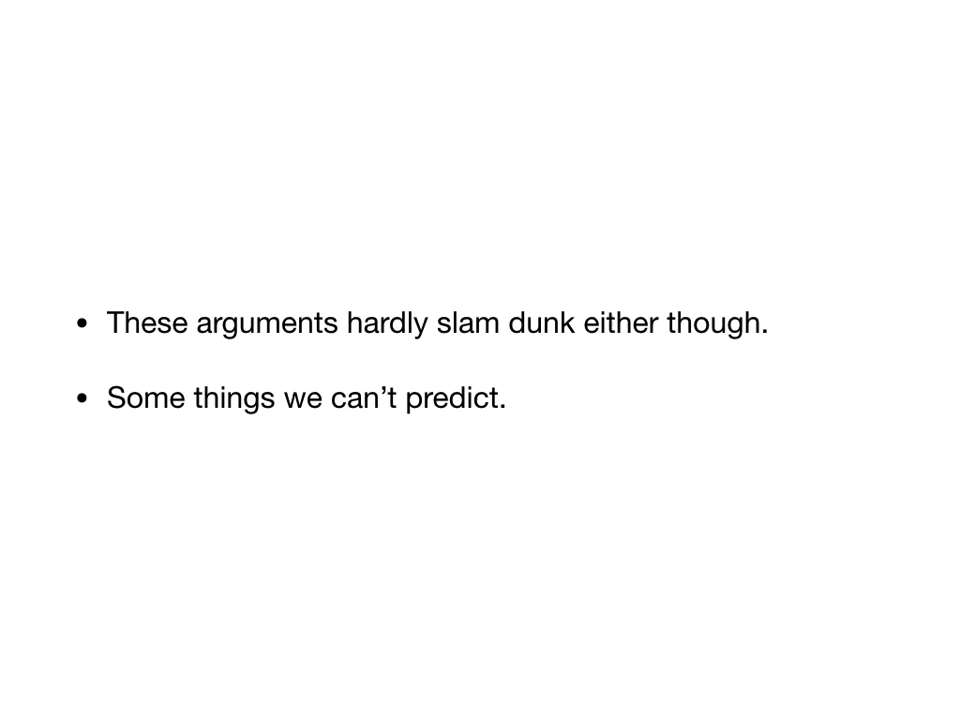 • These arguments hardly slam dunk either though.
• Some things we can’t predict.